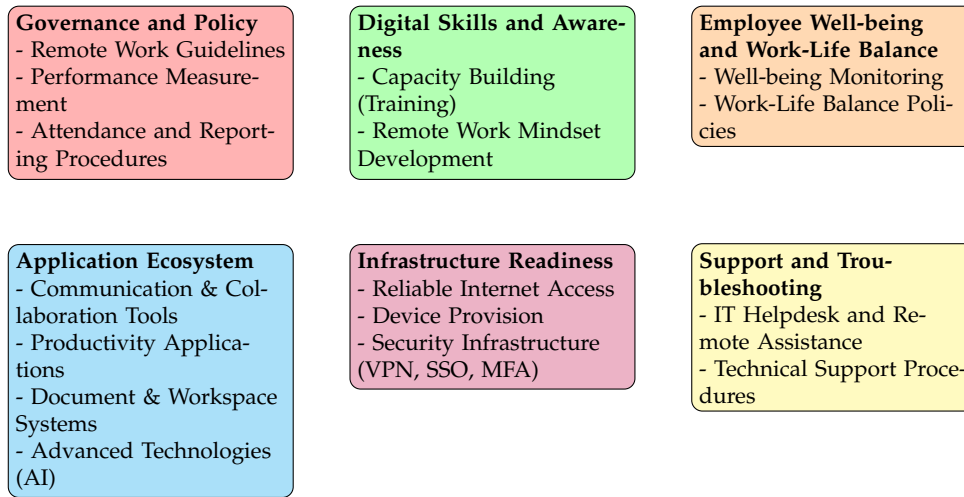 Governance and Policy
- Remote Work Guidelines
- Performance Measure-
ment
- Attendance and Report-
ing Procedures
Digital Skills and Aware-
ness
- Capacity Building
(Training)
- Remote Work Mindset
Development
Employee Well-being
and Work-Life Balance
- Well-being Monitoring
- Work-Life Balance Poli-
cies
Application Ecosystem
- Communication & Col-
laboration Tools
- Productivity Applica-
tions
- Document & Workspace
Systems
- Advanced Technologies
(AI)
Infrastructure Readiness
- Reliable Internet Access
- Device Provision
- Security Infrastructure
(VPN, SSO, MFA)
Support and Trou-
bleshooting
- IT Helpdesk and Re-
mote Assistance
- Technical Support Proce-
dures